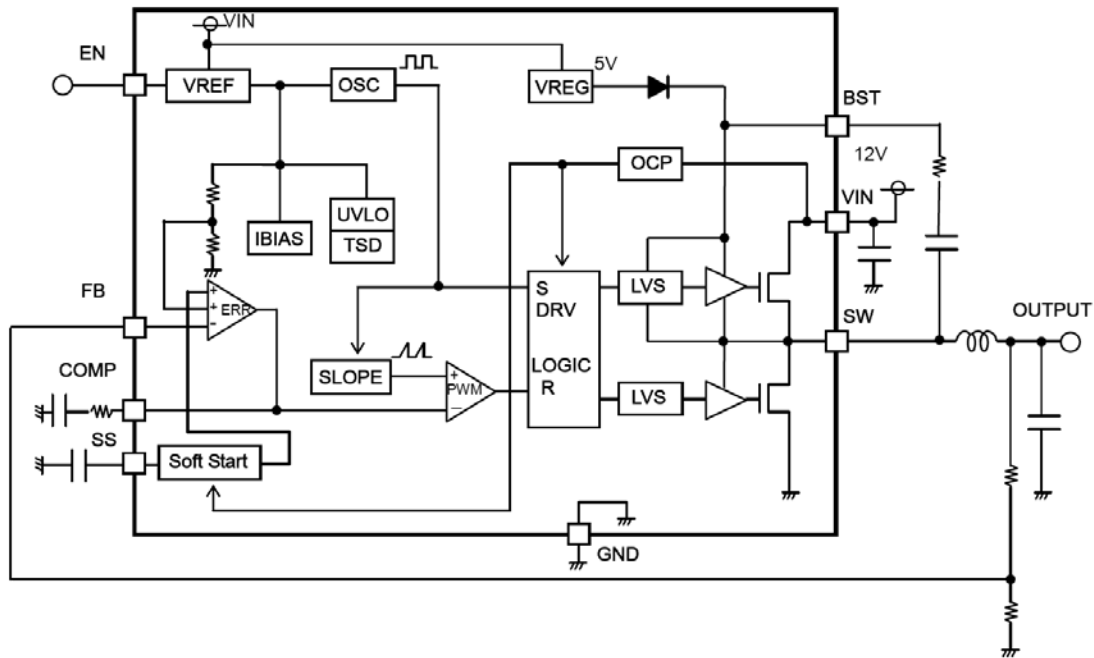 VIN
EN
VREF
OSC
VREG
5V
BST
12V
OCP
VIN
UVLO
IBIAS
TSD
FB
+
+
ERR
-
S
DRV
LVS
SW
OUTPUT
COMP
SLOPE
+
PWM
-
LOGIC
R
LVS
SS
Soft Start
GND